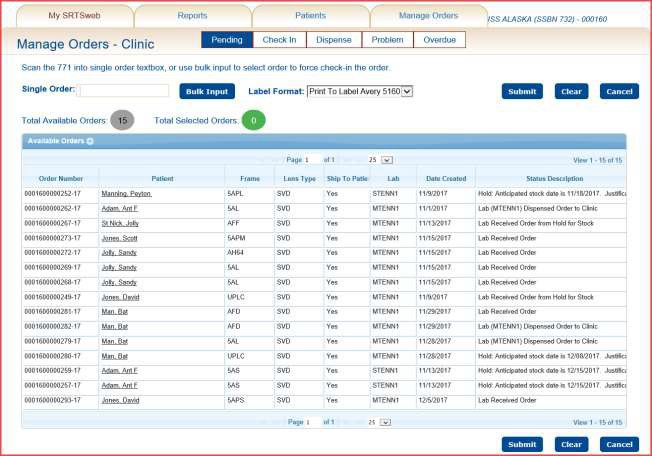 My SRTSweb Reports Patients Manage Orders ISS ALASKA (SSBN 732) - 000160
Manage Orders - Clinic Pending Check In Dispense Problem Overdue
Scan the 771 into single order textbox, or use bulk input to select order to force check-in the order.
Single Order: Bulk Input Label Format: Print To Label Avery 5160 Submit Clear Cancel
Total Available Orders: 15 Total Selected Orders: 0
Available Orders
Page 1 of 1 25 View 1 - 15 of 15
Order Number Patient Frame Lens Type Ship To Patie Lab Date Created Status Description
0001600000252-17 Manning, Peyton 5APL SVD Yes STENN1 11/9/2017 Hold: Anticipated stock date is 11/18/2017. Justifica
0001600000262-17 Adam, Ant F 5AL SVD Yes MTENN1 11/13/2017 Lab (MTENN1) Dispensed Order to Clinic
0001600000267-17 St Nick, Jolly AFF SVD Yes MTENN1 11/13/2017 Lab Received Order from Hold for Stock
0001600000273-17 Jones, Scott 5APM SVD Yes MTENN1 11/15/2017 Lab Received Order
0001600000272-17 Jolly, Sandy AH64 SVD Yes MTENN1 11/15/2017 Lab Received Order
0001600000269-17 Jolly, Sandy 5AL SVD Yes MTENN1 11/15/2017 Lab Received Order
0001600000268-17 Jolly, Sandy 5AL SVD Yes MTENN1 11/15/2017 Lab Received Order
0001600000249-17 Jones, David UPLC SVD Yes MTENN1 11/9/2017 Lab Received Order from Hold for Stock
0001600000281-17 Man, Bat AFD SVD Yes MTENN1 11/29/2017 Lab Received Order
0001600000282-17 Man, Bat AFD SVD Yes MTENN1 11/29/2017 Lab (MTENN1) Dispensed Order to Clinic
0001600000279-17 Man, Bat 5AL SVD Yes MTENN1 11/28/2017 Lab (MTENN1) Dispensed Order to Clinic
0001600000280-17 Man, Bat UPLC SVD Yes MTENN1 11/28/2017 Hold: Anticipated stock date is 12/08/2017. Justifica
0001600000259-17 Adam, Ant F 5AS SVD Yes MTENN1 11/13/2017 Hold: Anticipated stock date is 12/15/2017. Justifica
0001600000257-17 Adam, Ant F 5AS SVD Yes MTENN1 11/13/2017 Hold: Anticipated stock date is 12/15/2017. Justifica
0001600000293-17 Jones, David 5APS SVD Yes MTENN1 12/5/2017 Lab Received Order
Page 1 of 1 25 View 1 - 15 of 15
Submit Clear Cancel